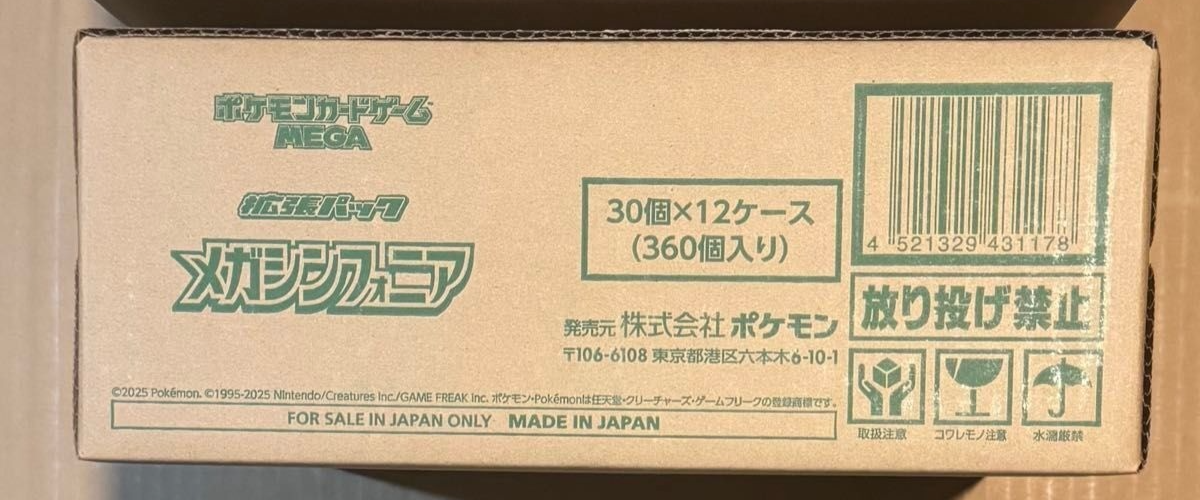 ポケモンカードゲーム
MEGA
拡張パック
メガシンフォニア
30個×12ケース
(360個入り)
発売元 株式会社 ポケモン
〒106-6108 東京都港区六本木6-10-1
©2025 Pokémon. ©1995-2025 Nintendo/Creatures Inc./GAME FREAK inc. ポケモン・Pokémonは任天堂・クリーチャーズ・ゲームフリークの登録商標です。
FOR SALE IN JAPAN ONLY MADE IN JAPAN
4 521329 431178
放り投げ禁止
取扱注意 コワレモノ注意 水濡厳禁